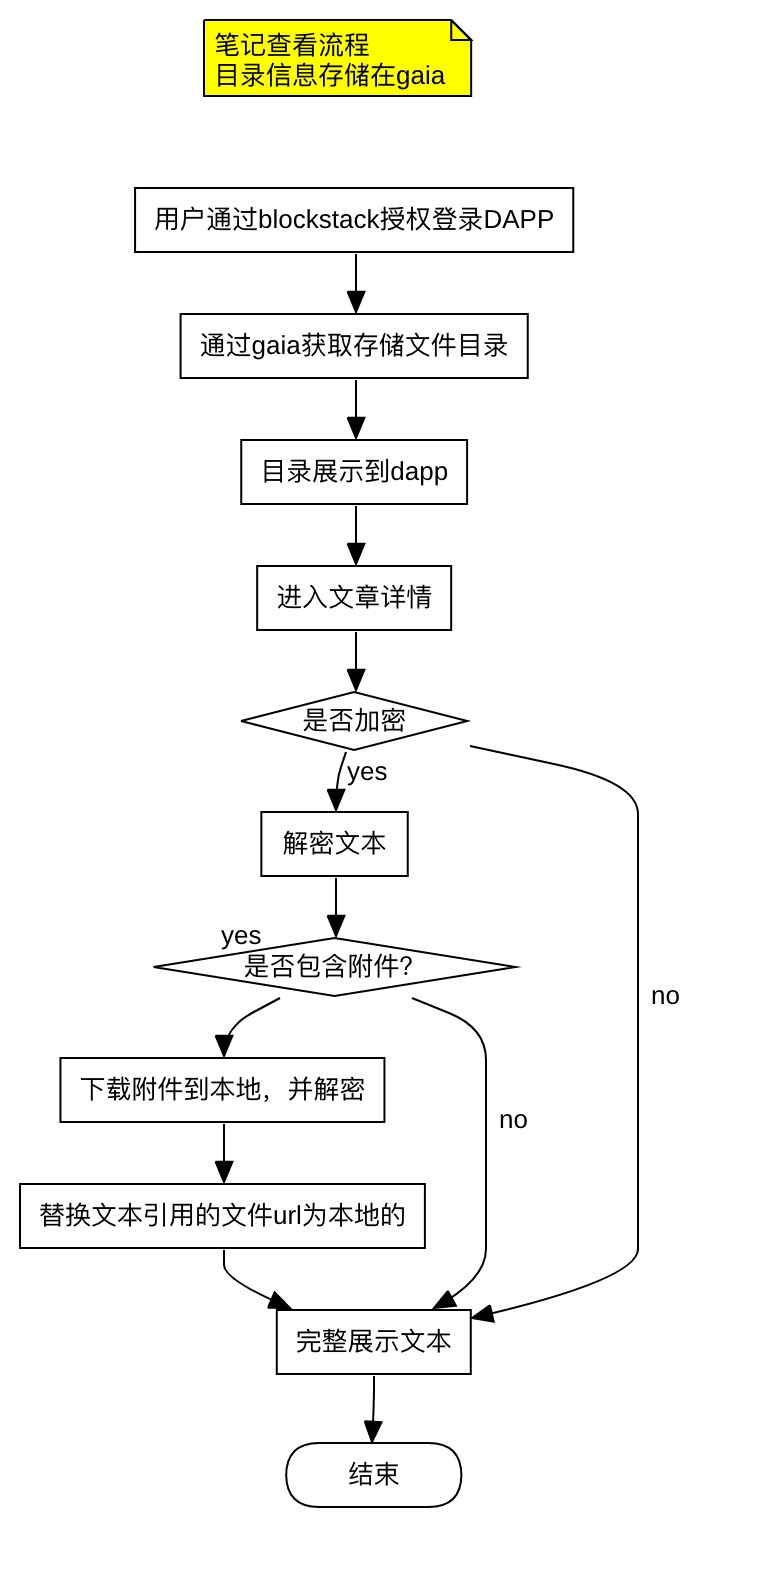 笔记查看流程
目录信息存储在gaia
用户通过blockstack授权登录DAPP
通过gaia获取存储文件目录
目录展示到dapp
进入文章详情
是否加密
yes
解密文本
yes
是否包含附件?
no
下载附件到本地，并解密
no
替换文本引用的文件url为本地的
完整展示文本
结束